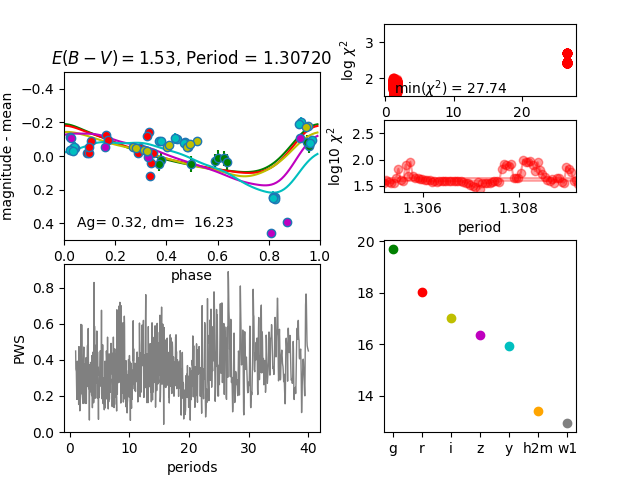 E(B − V) = 1.53, Period = 1.30720
magnitude - mean
−0.4
−0.2
0.0
0.2
0.4
Ag= 0.32, dm=  16.23
0.0 0.2 0.4 0.6 0.8 1.0
phase
log χ²
3
2
min(χ²) = 27.74
0 10 20
log10 χ²
2.5
2.0
1.5
1.306 1.308
period
PWS
0.8
0.6
0.4
0.2
0.0
0 10 20 30 40
periods
20
18
16
14
g r i z y h2m w1